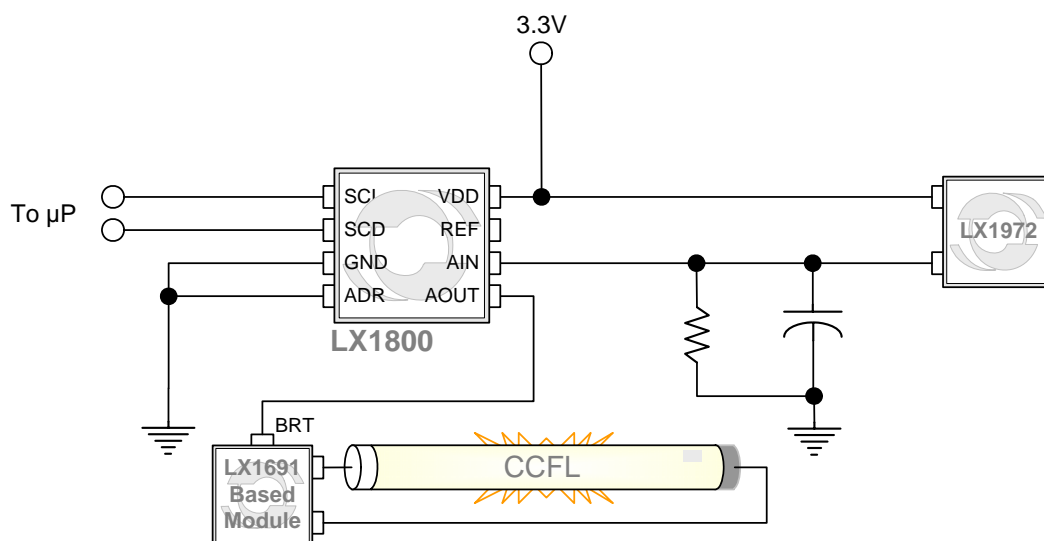 3.3V
To µP
SCL VDD
SCD REF
GND AIN
ADR AOUT
LX1800
LX1972
BRT
LX1691
Based
Module
CCFL